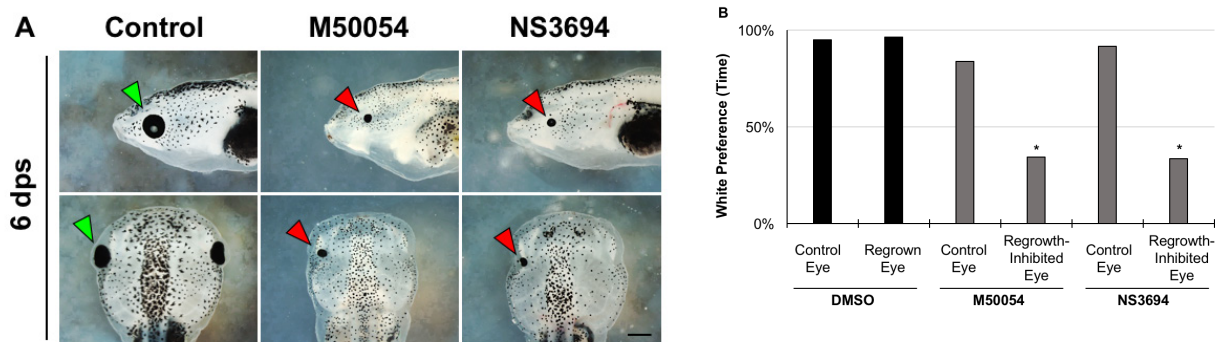 A
Control
M50054
NS3694
6 dps
B
White Preference (Time)
100%
50%
0%
*
*
Control
Eye
Regrown
Eye
Control
Eye
Regrowth-
Inhibited
Eye
Control
Eye
Regrowth-
Inhibited
Eye
DMSO
M50054
NS3694